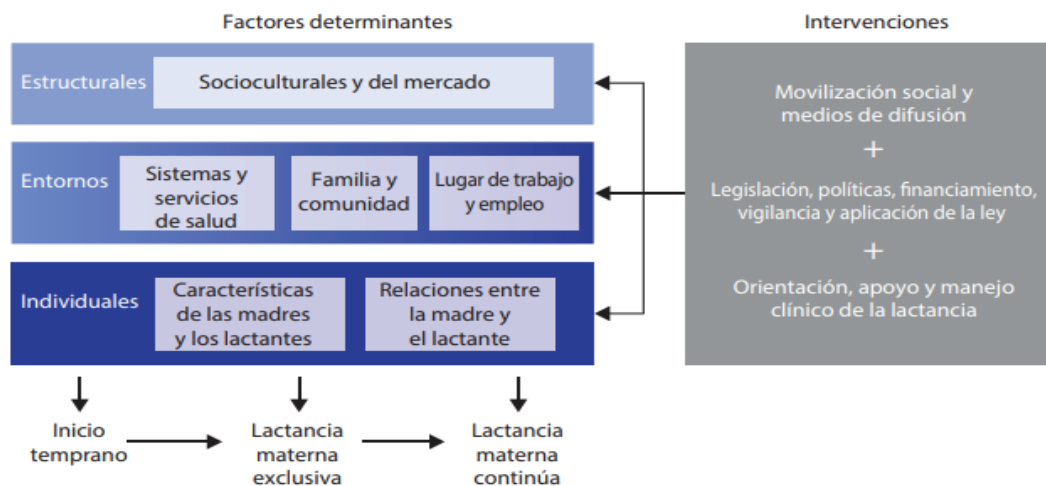 Factores determinantes
Intervenciones
Estructurales
Socioculturales y del mercado
Entornos
Sistemas y
servicios
de salud
Familia y
comunidad
Lugar de trabajo
y empleo
Individuales
Características
de las madres
y los lactantes
Relaciones entre
la madre y
el lactante
Movilización social y
medios de difusión
+
Legislación, políticas, financiamiento,
vigilancia y aplicación de la ley
+
Orientación, apoyo y manejo
clínico de la lactancia
Inicio
temprano
Lactancia
materna
exclusiva
Lactancia
materna
continúa